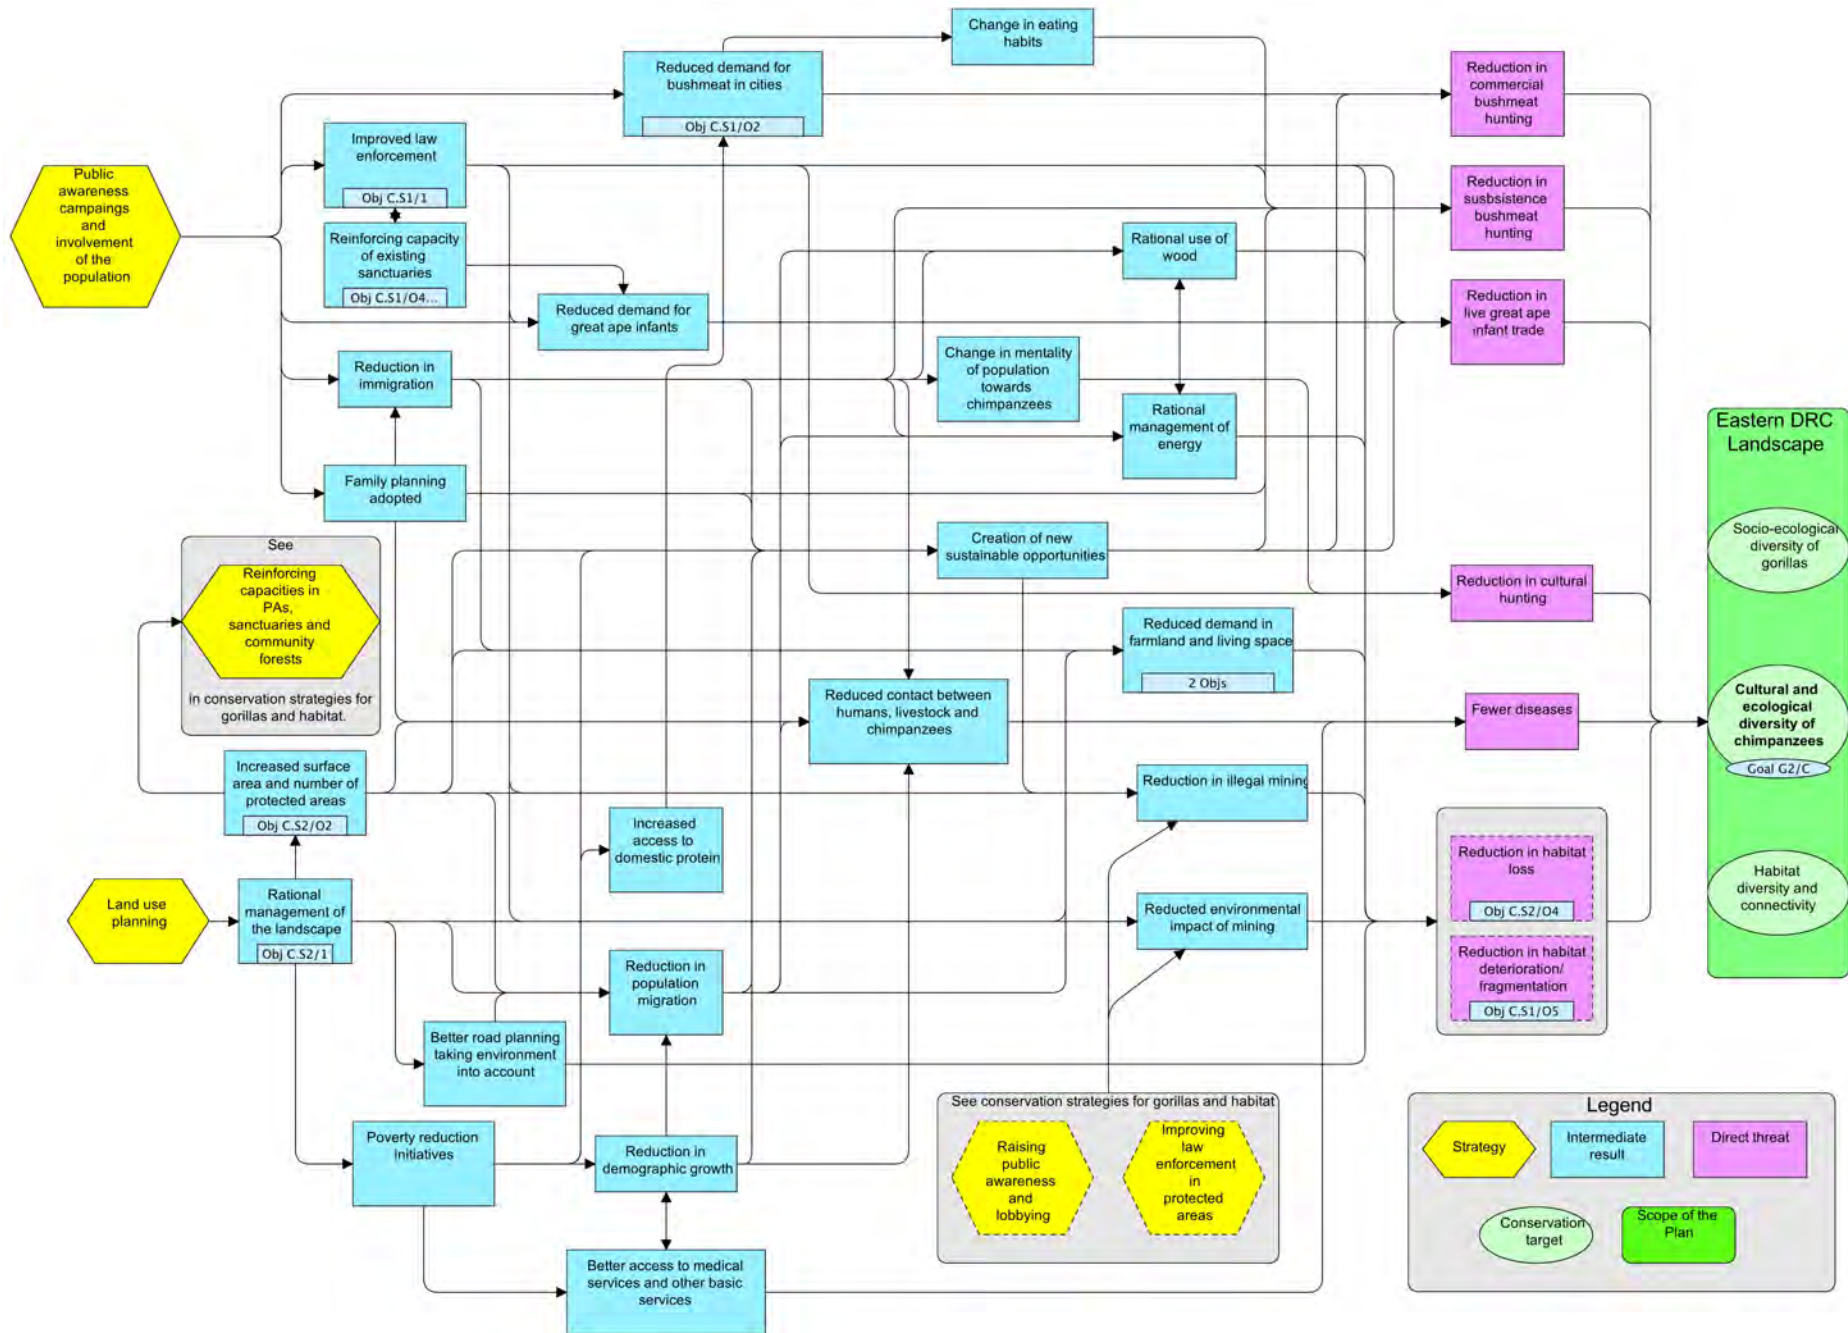 Change in eating
habits
Reduced demand for
bushmeat in cities
Obj C.S1/O2
Reduction in
commercial
bushmeat
hunting
Improved law
enforcement
Obj C.S1/1
Public
awareness
campaings
and
involvement
of the
population
Reduction in
susbsistence
bushmeat
hunting
Reinforcing capacity
of existing
sanctuaries
Obj C.S1/O4...
Rational use of
wood
Reduced demand for
great ape infants
Reduction in
live great ape
infant trade
Reduction in
immigration
Change in mentality
of population
towards
chimpanzees
Rational
management of
energy
Eastern DRC
Landscape
Family planning
adopted
See
Reinforcing
capacities in
PAs,
sanctuaries and
community
forests
in conservation strategies for
gorillas and habitat.
Creation of new
sustainable opportunities
Socio-ecological
diversity of
gorillas
Reduction in cultural
hunting
Reduced demand in
farmland and living space
2 Objs
Reduced contact between
humans, livestock and
chimpanzees
Fewer diseases
Cultural and
ecological
diversity of
chimpanzees
Goal G2/C
Increased surface
area and number of
protected areas
Obj C.S2/O2
Reduction in illegal mining
Increased
access to
domestic protein
Reduction in habitat
loss
Obj C.S2/O4
Habitat
diversity and
connectivity
Land use
planning
Rational
management of
the landscape
Obj C.S2/1
Reducted environmental
impact of mining
Reduction in habitat
deterioration/
fragmentation
Obj C.S1/O5
Reduction in
population
migration
Better road planning
taking environment
into account
See conservation strategies for gorillas and habitat
Raising
public
awareness
and
lobbying
Improving
law
enforcement
in
protected
areas
Poverty reduction
initiatives
Reduction in
demographic growth
Better access to medical
services and other basic
services
Legend
Strategy
Intermediate
result
Direct threat
Conservation
target
Scope of the
Plan